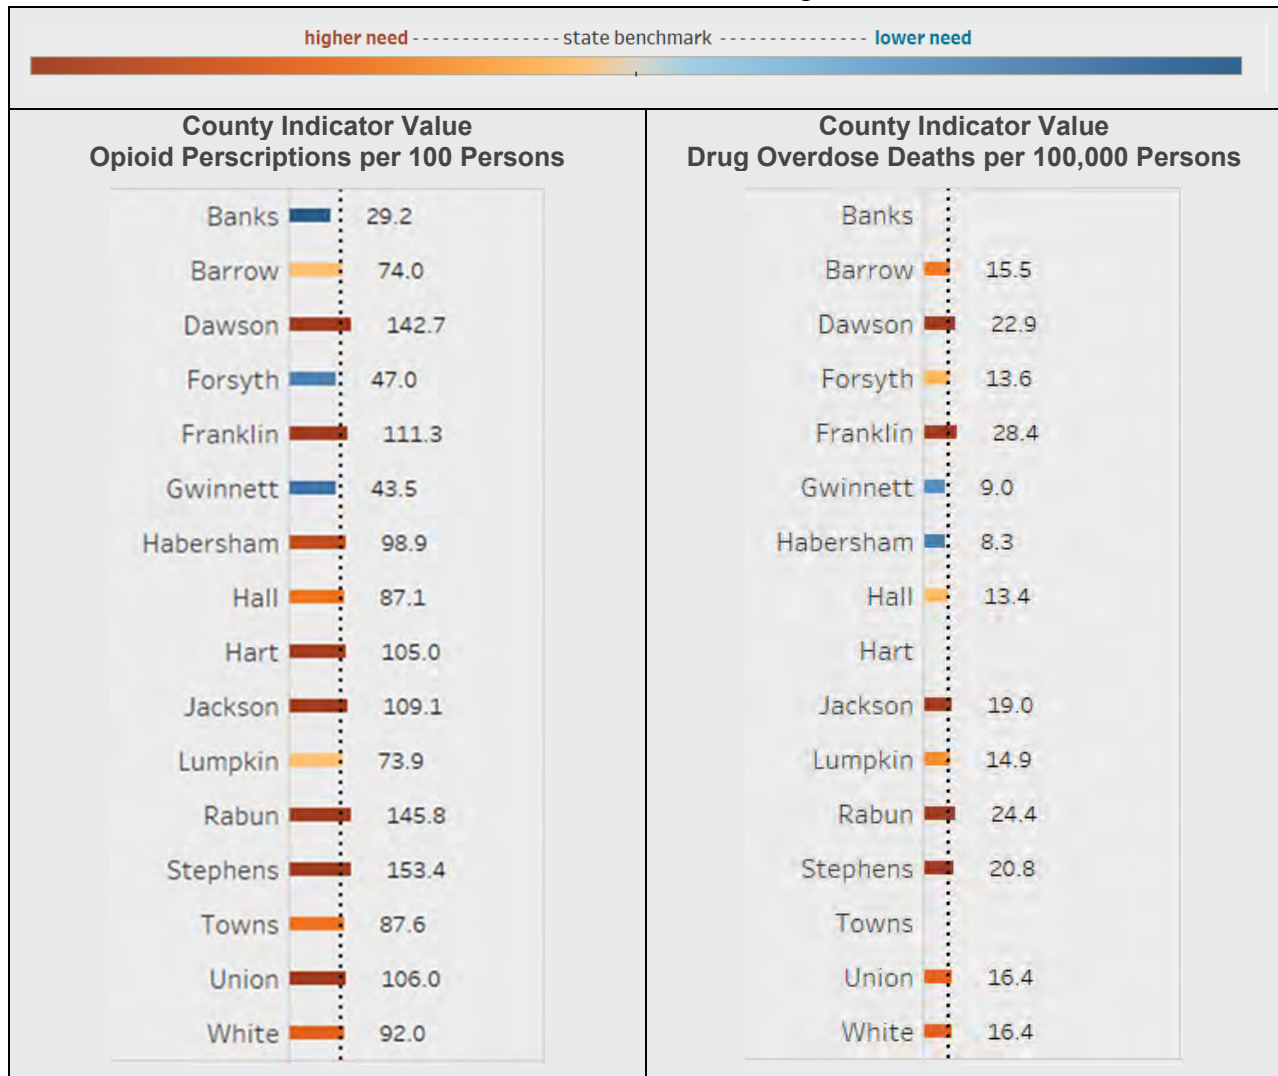 higher need - - - - - - - - - - - - - - - state benchmark - - - - - - - - - - - - - - - lower need
County Indicator Value
Opioid Perscriptions per 100 Persons
Banks 29.2
Barrow 74.0
Dawson 142.7
Forsyth 47.0
Franklin 111.3
Gwinnett 43.5
Habersham 98.9
Hall 87.1
Hart 105.0
Jackson 109.1
Lumpkin 73.9
Rabun 145.8
Stephens 153.4
Towns 87.6
Union 106.0
White 92.0
County Indicator Value
Drug Overdose Deaths per 100,000 Persons
Banks
Barrow 15.5
Dawson 22.9
Forsyth 13.6
Franklin 28.4
Gwinnett 9.0
Habersham 8.3
Hall 13.4
Hart
Jackson 19.0
Lumpkin 14.9
Rabun 24.4
Stephens 20.8
Towns
Union 16.4
White 16.4